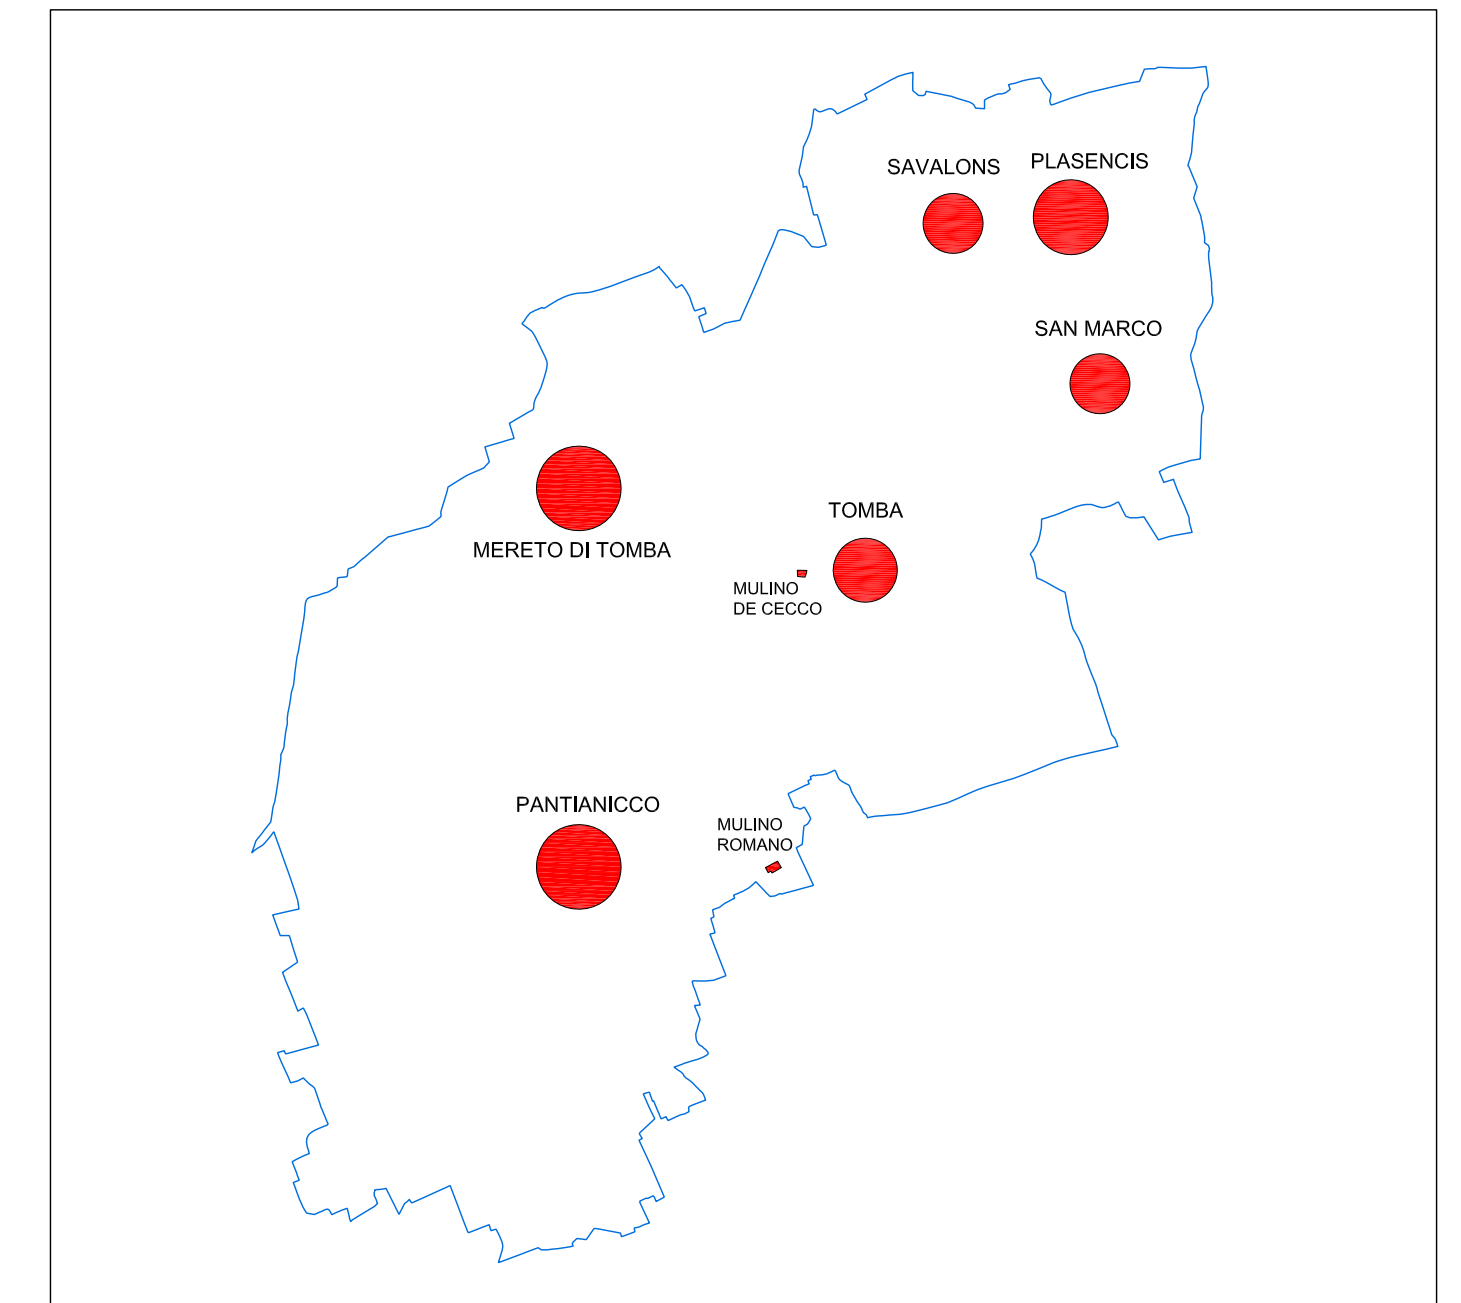 SAVALONS
PLASENCIS
SAN MARCO
TOMBA
MERETO DI TOMBA
MULINO
DE CECCO
PANTIANICCO
MULINO
ROMANO